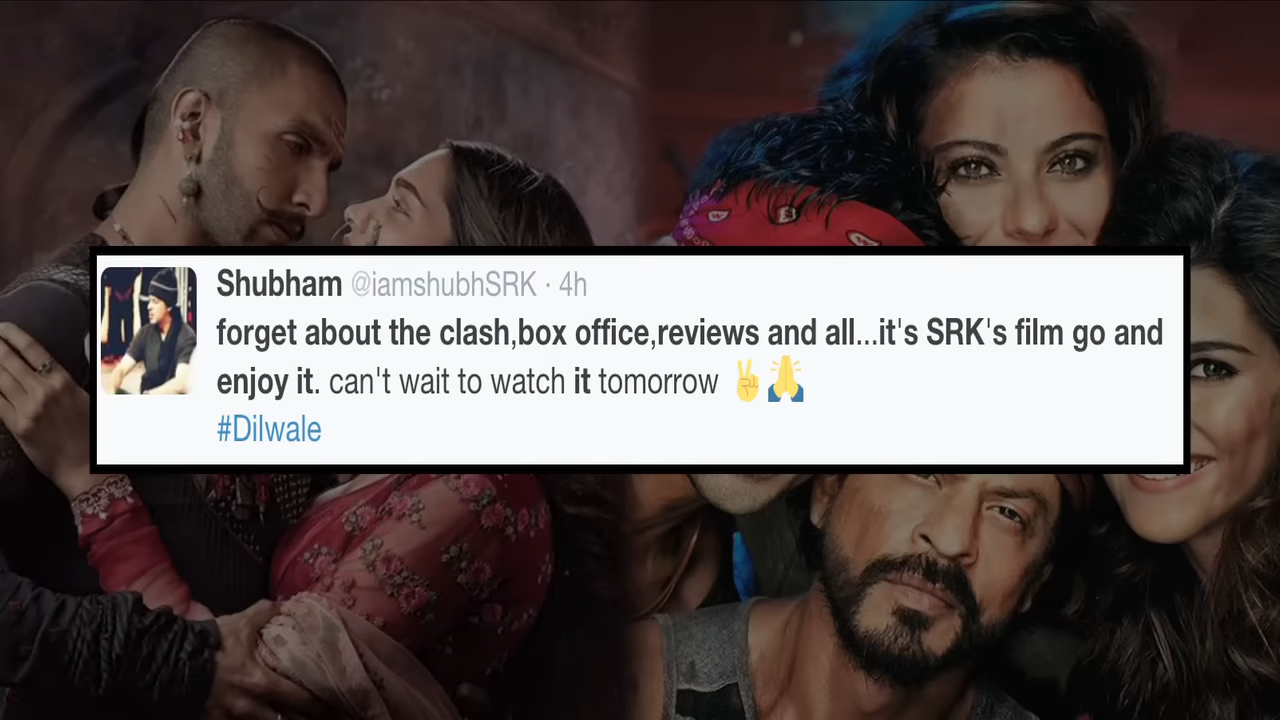 Shubham @iamshubhSRK · 4h
forget about the clash,box office,reviews and all...it's SRK's film go and
enjoy it. can't wait to watch it tomorrow ✌️🙏
#Dilwale